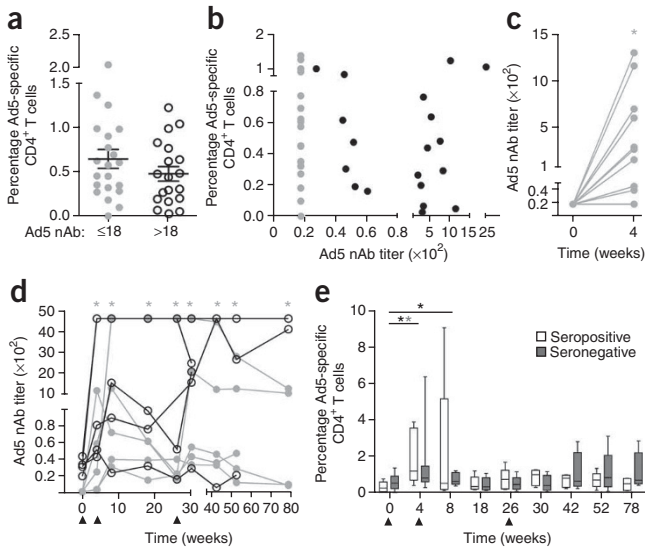 a
Percentage Ad5-specific
CD4+ T cells
2.5
2.0
1.0
0.5
0.0
Ad5 nAb: ≤18 >18
b
Percentage Ad5-specific
CD4+ T cells
2
1
0.8
0.6
0.4
0.2
0
0 0.2 0.4 0.6 0.8 5 10 15 25
Ad5 nAb titer (×10²)
c
*
Ad5 nAb titer (×10²)
15
10
5
1
0.4
0.2
0 4
Time (weeks)
d
* * * * * * * *
Ad5 nAb titer (×10²)
50
40
30
20
10
0.8
0.6
0.4
0.2
0 10 20 30 40 50 60 70 80
Time (weeks)
e
Percentage Ad5-specific
CD4+ T cells
10
8
6
4
2
0
*
**
Seropositive
Seronegative
0 4 8 18 26 30 42 52 78
Time (weeks)